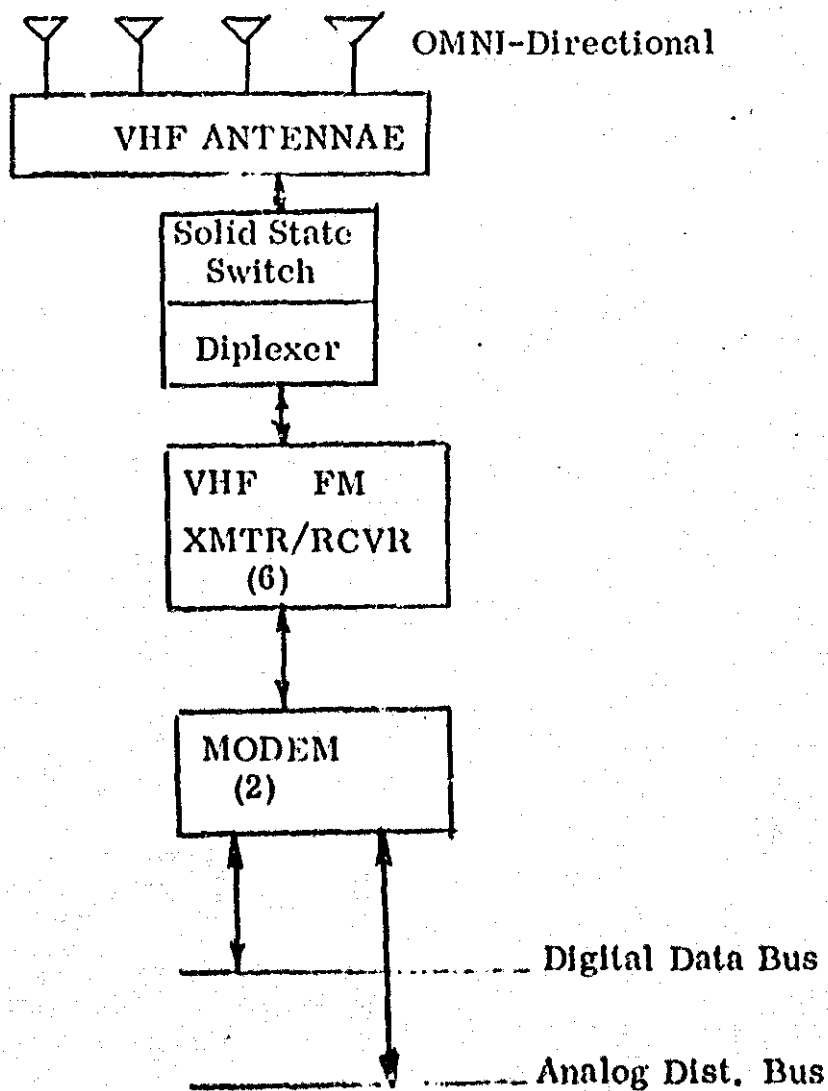 OMNI-Directional
VHF ANTENNAE
Solid State
Switch
Diplexer
VHF FM
XMTR/RCVR
(6)
MODEM
(2)
Digital Data Bus
Analog Dist. Bus